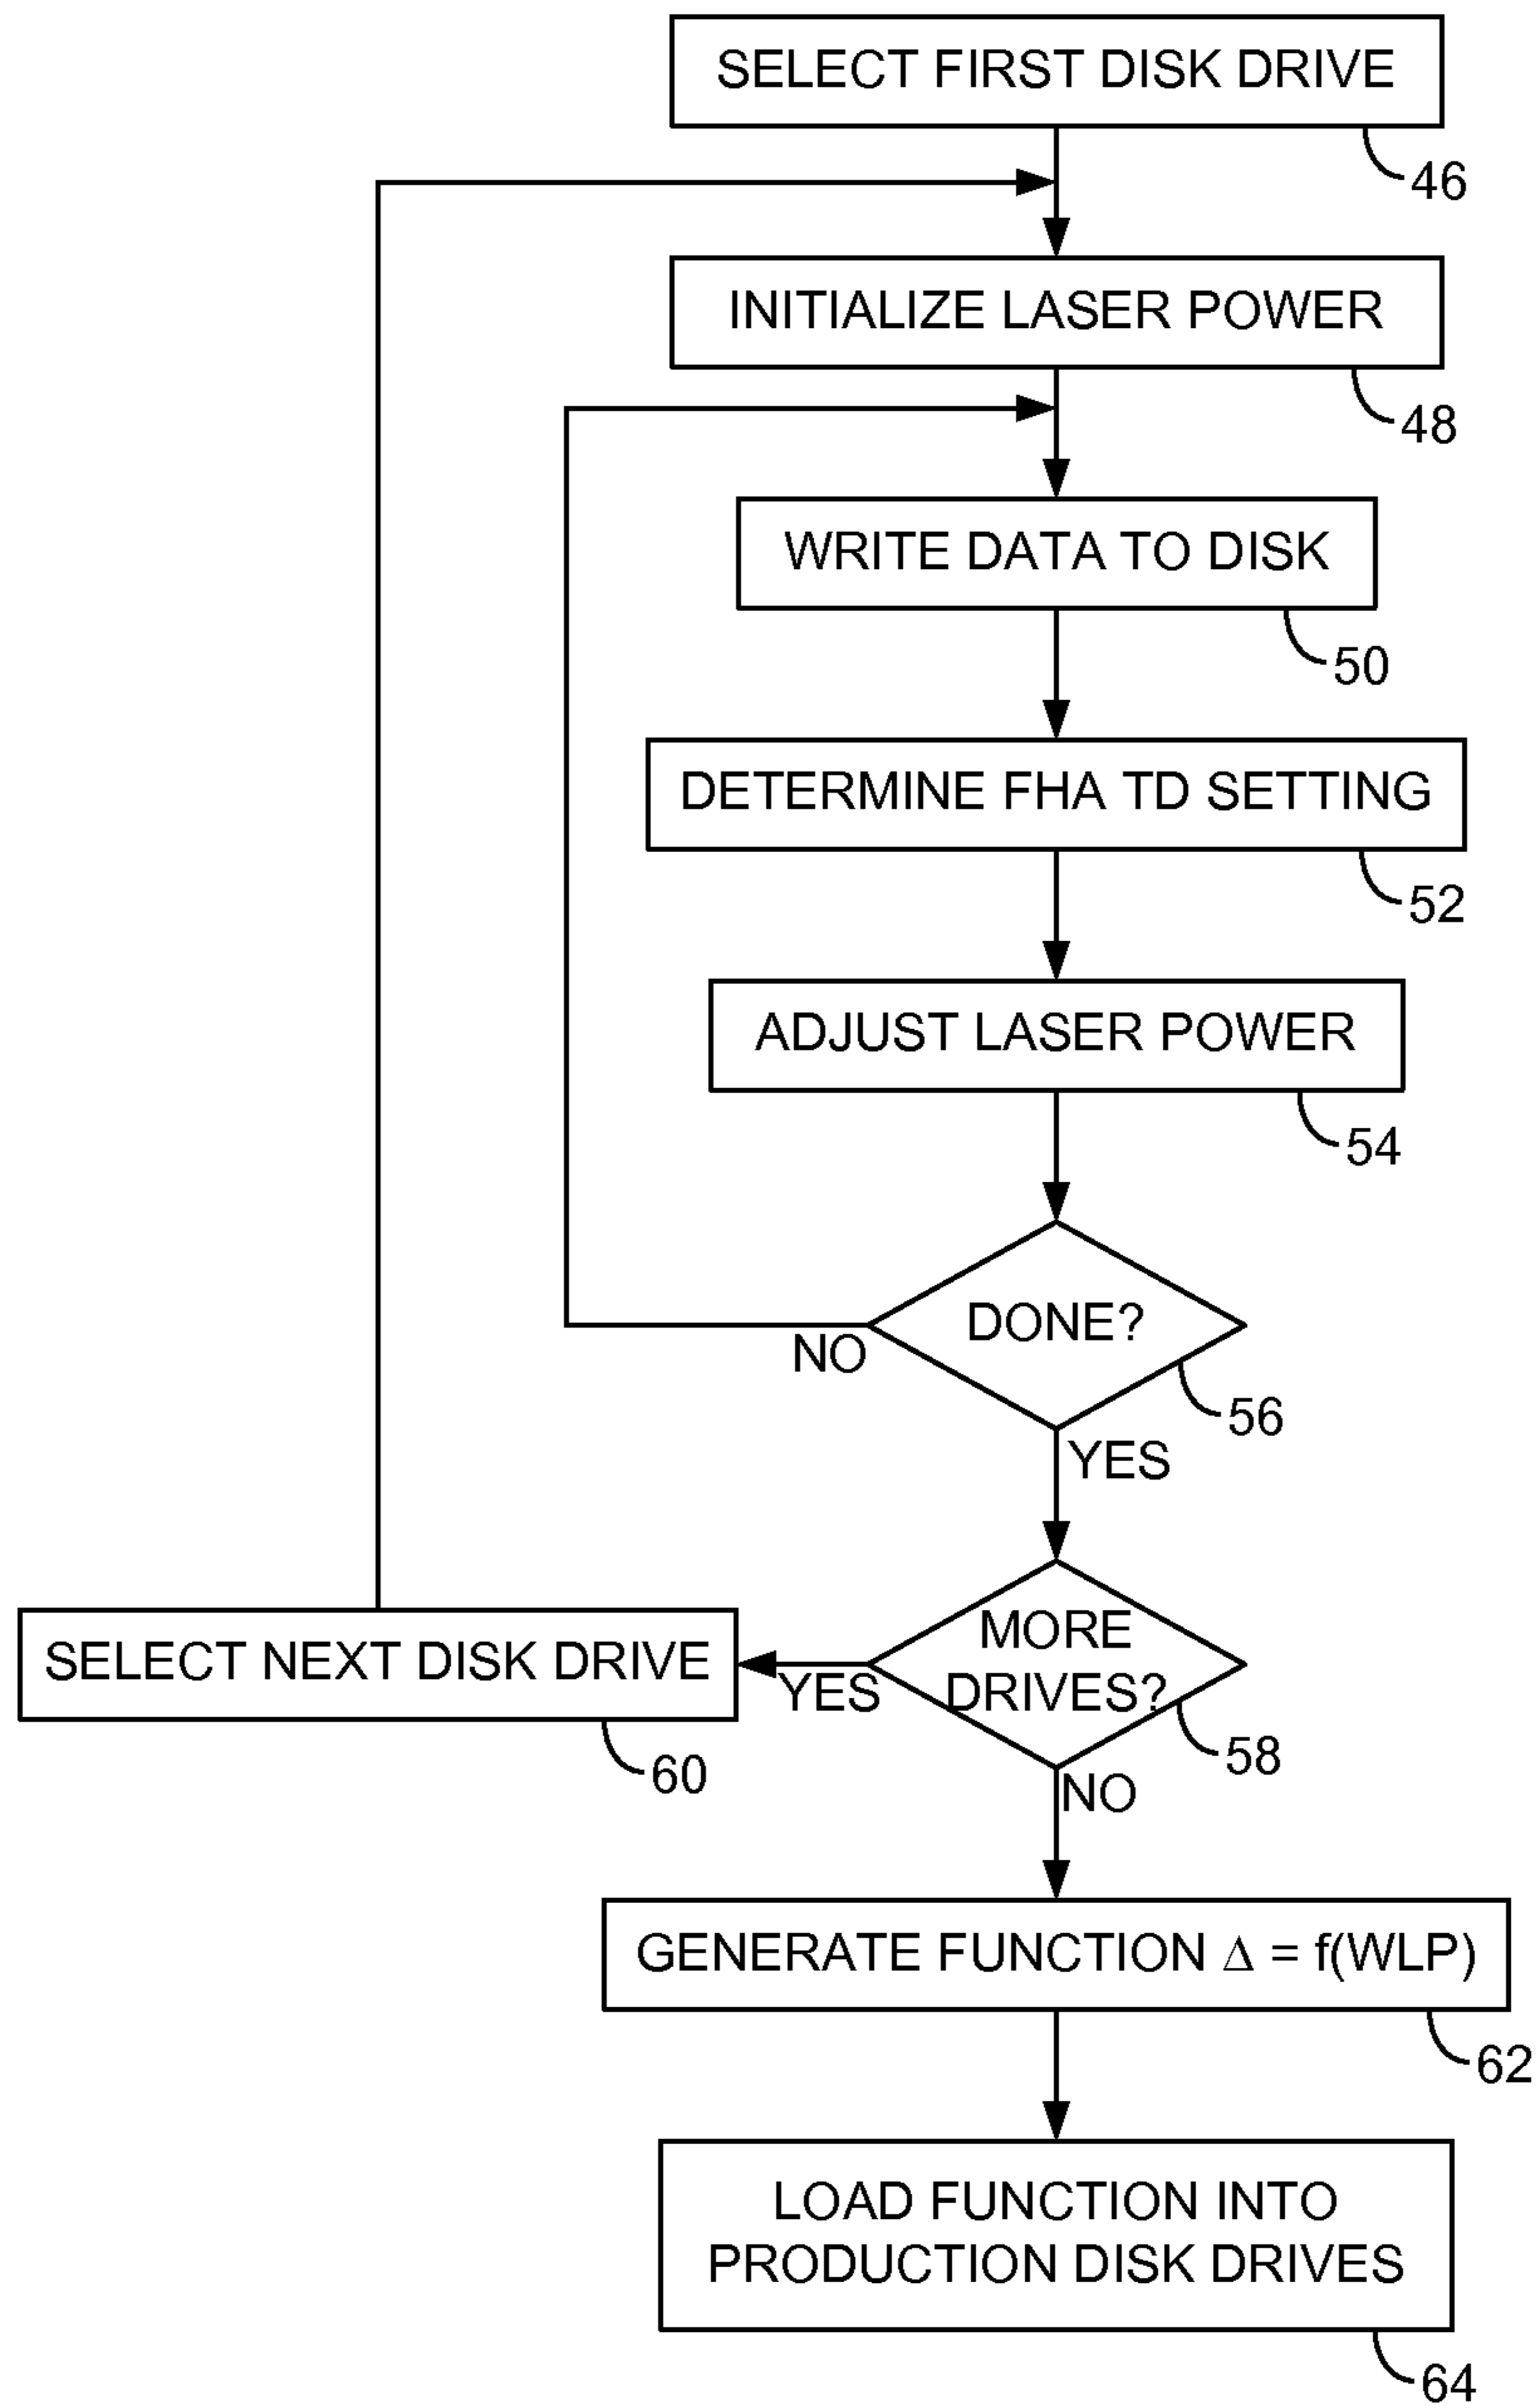 SELECT FIRST DISK DRIVE
46
INITIALIZE LASER POWER
48
WRITE DATA TO DISK
50
DETERMINE FHA TD SETTING
52
ADJUST LASER POWER
54
DONE?
NO
56
YES
MORE
DRIVES?
SELECT NEXT DISK DRIVE
YES
58
60
NO
GENERATE FUNCTION Δ = f(WLP)
62
LOAD FUNCTION INTO
PRODUCTION DISK DRIVES
64